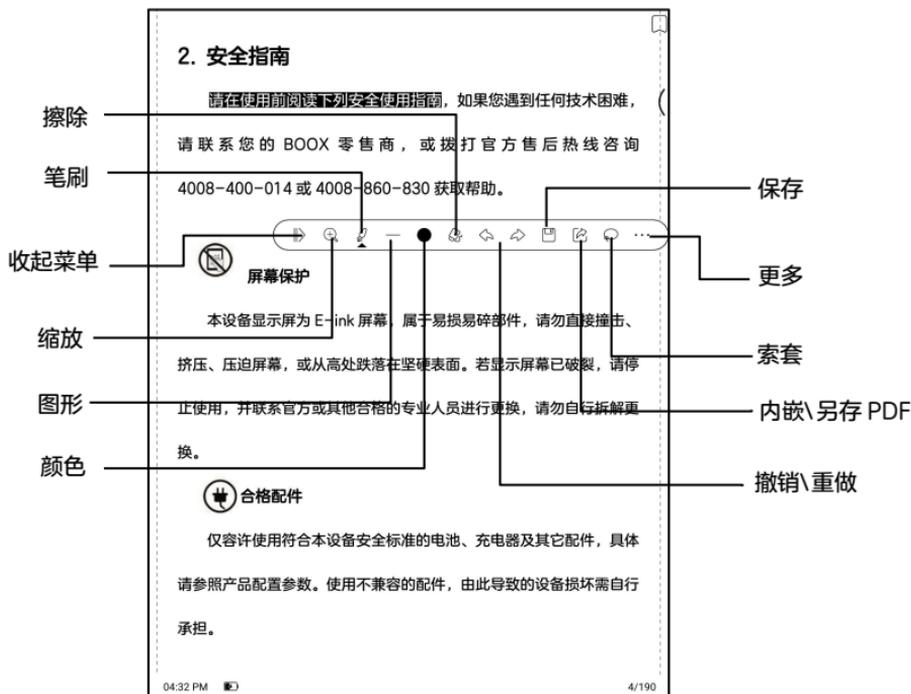 2. 安全指南
请在使用前阅读下列安全使用指南，如果您遇到任何技术困难，
请联系您的 BOOX 零售商，或拨打官方售后热线咨询
4008-400-014 或 4008-860-830 获取帮助。
擦除
笔刷
收起菜单
缩放
图形
颜色
保存
更多
索套
内嵌\另存 PDF
撤销\重做
屏幕保护
本设备显示屏为 E-ink 屏幕，属于易损易碎部件，请勿直接撞击、
挤压、压迫屏幕，或从高处跌落在坚硬表面。若显示屏幕已破裂，请停
止使用，并联系官方或其他合格的专业人员进行更换，请勿自行拆解更
换。
合格配件
仅容许使用符合本设备安全标准的电池、充电器及其它配件，具体
请参照产品配置参数。使用不兼容的配件，由此导致的设备损坏需自行
承担。
04:32 PM
4/190